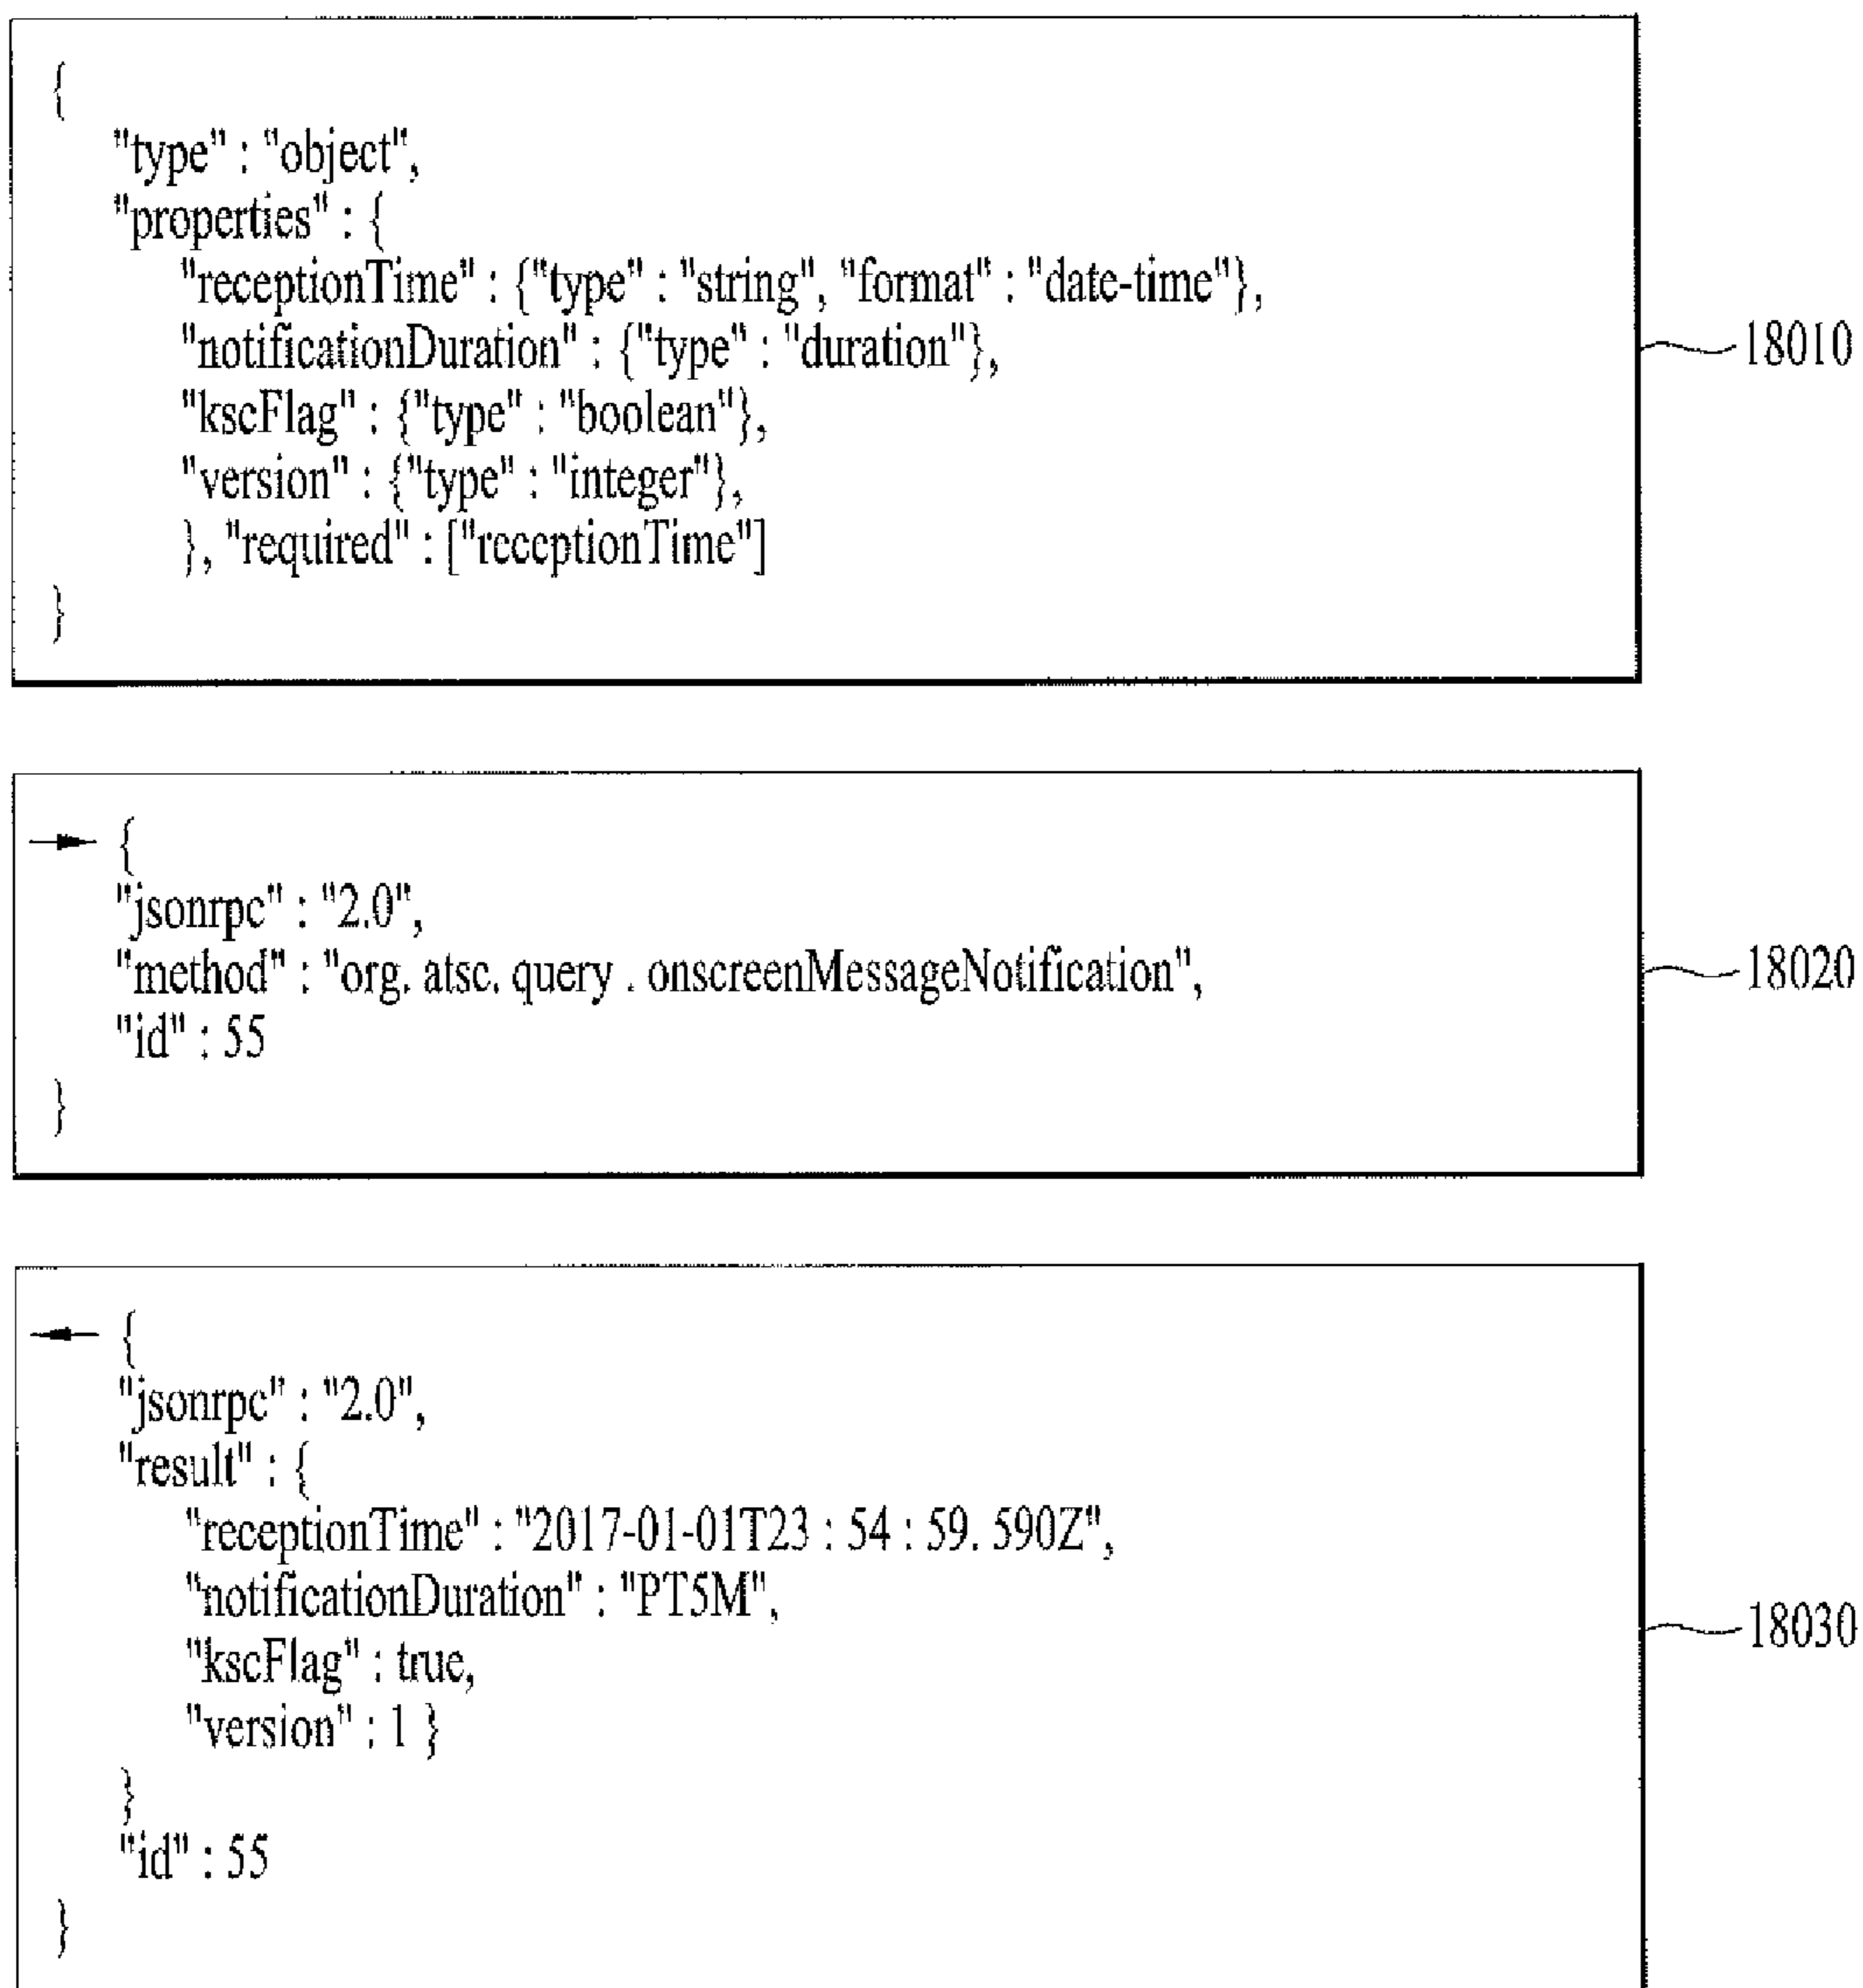 {
"type" : "object",
"properties" : {
"receptionTime" : {"type" : "string", "format" : "date-time"},
"notificationDuration" : {"type" : "duration"},
"kscFlag" : {"type" : "boolean"},
"version" : {"type" : "integer"},
}, "required" : ["receptionTime"]
}
18010
{
"jsonrpc" : "2.0",
"method" : "org. atsc. query . onscreenMessageNotification",
"id" : 55
}
18020
{
"jsonrpc" : "2.0",
"result" : {
"receptionTime" : "2017-01-01T23 : 54 : 59. 590Z",
"notificationDuration" : "PT5M",
"kscFlag" : true,
"version" : 1 }
}
"id" : 55
}
18030